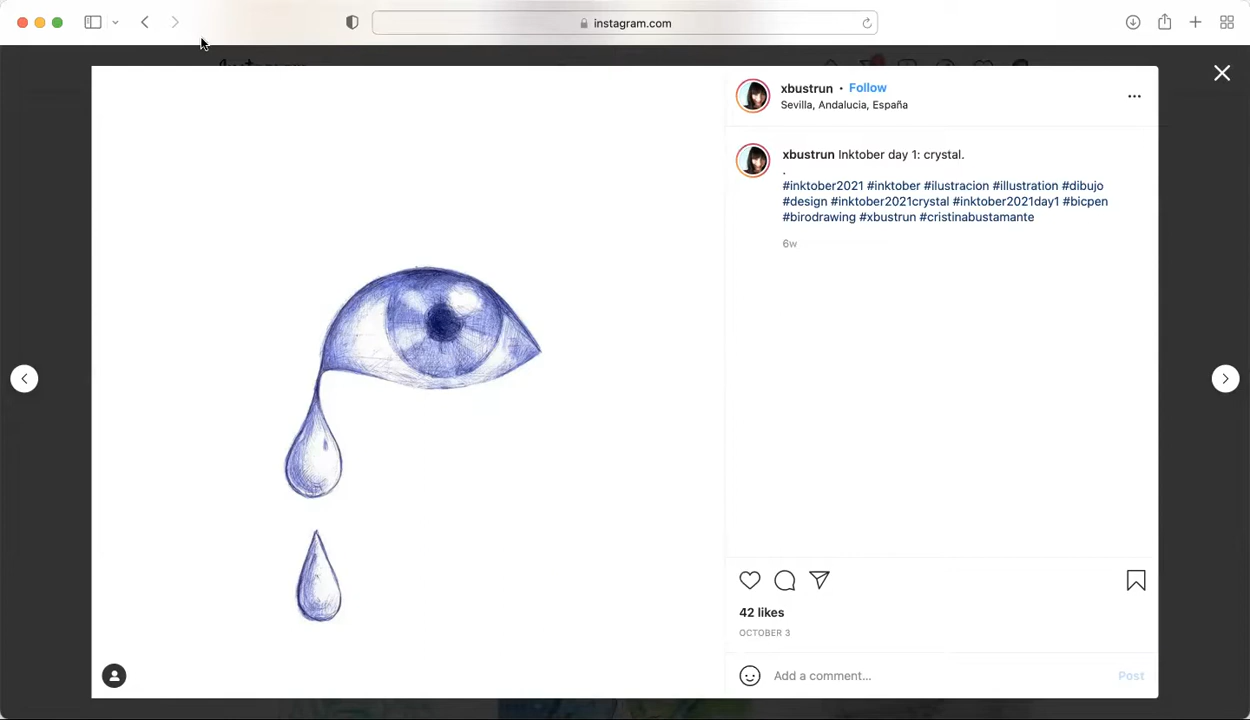 instagram.com
xbustrun • Follow
Sevilla, Andalucia, España
xbustrun Inktober day 1: crystal.
.
#inktober2021 #inktober #ilustracion #illustration #dibujo
#design #inktober2021crystal #inktober2021day1 #bicpen
#birodrawing #xbustrun #cristinabustamante
6w
42 likes
OCTOBER 3
Add a comment...
Post